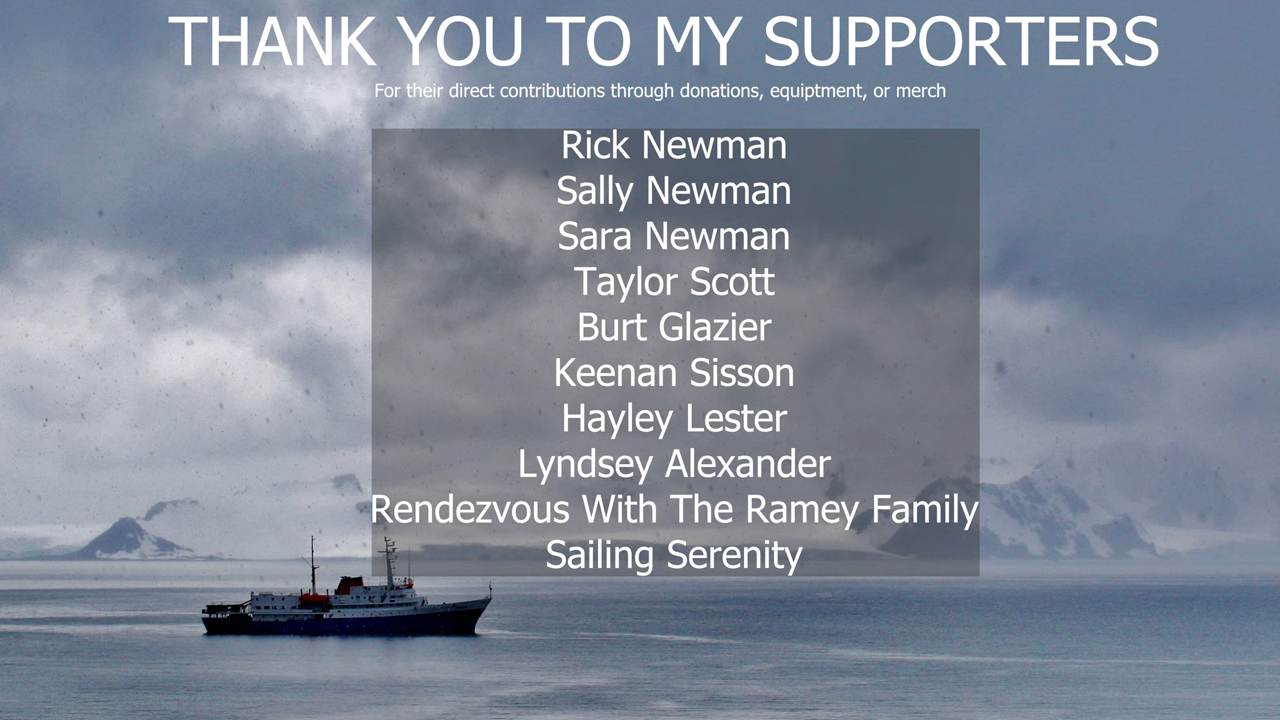 THANK YOU TO MY SUPPORTERS
For their direct contributions through donations, equiptment, or merch
Rick Newman
Sally Newman
Sara Newman
Taylor Scott
Burt Glazier
Keenan Sisson
Hayley Lester
Lyndsey Alexander
Rendezvous With The Ramey Family
Sailing Serenity